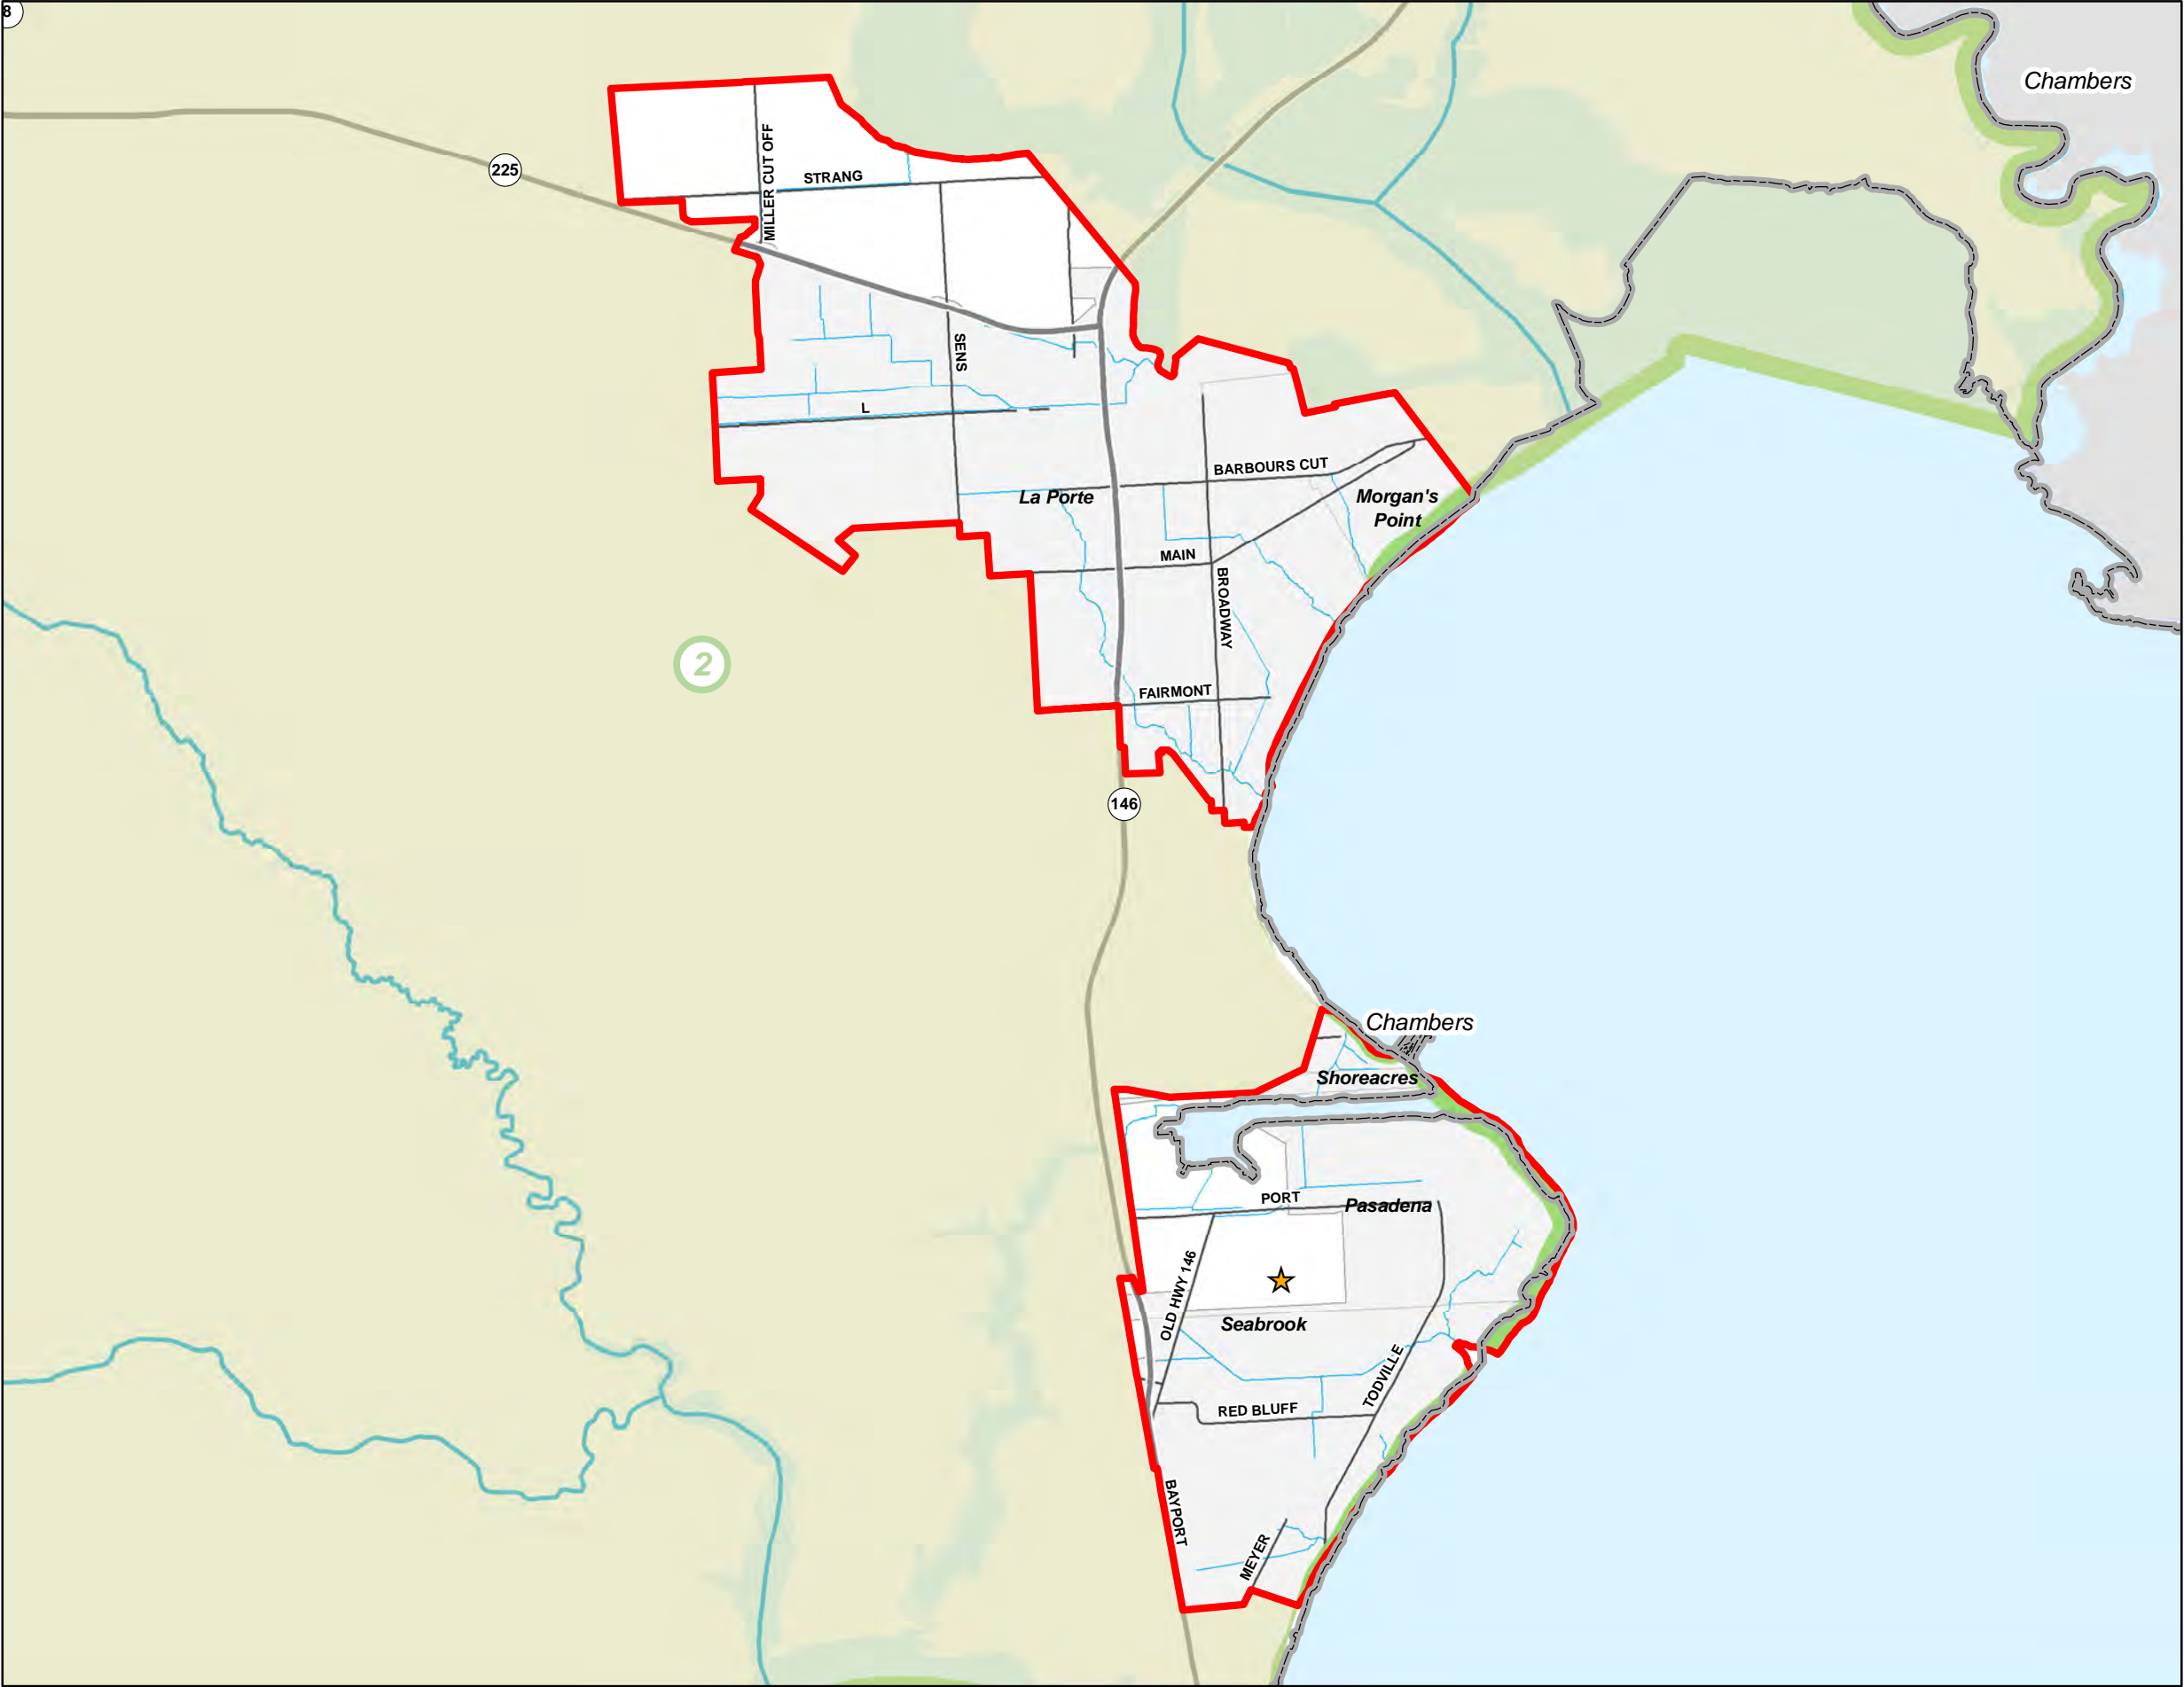 8
Chambers
225
MILLER CUT OFF
STRANG
SENS
L
BARBOURS CUT
La Porte
Morgan's
Point
MAIN
BROADWAY
2
FAIRMONT
146
Chambers
Shoreacres
PORT
Pasadena
OLD HWY 146
Seabrook
TODVILLE
RED BLUFF
BAYPORT
MEYER